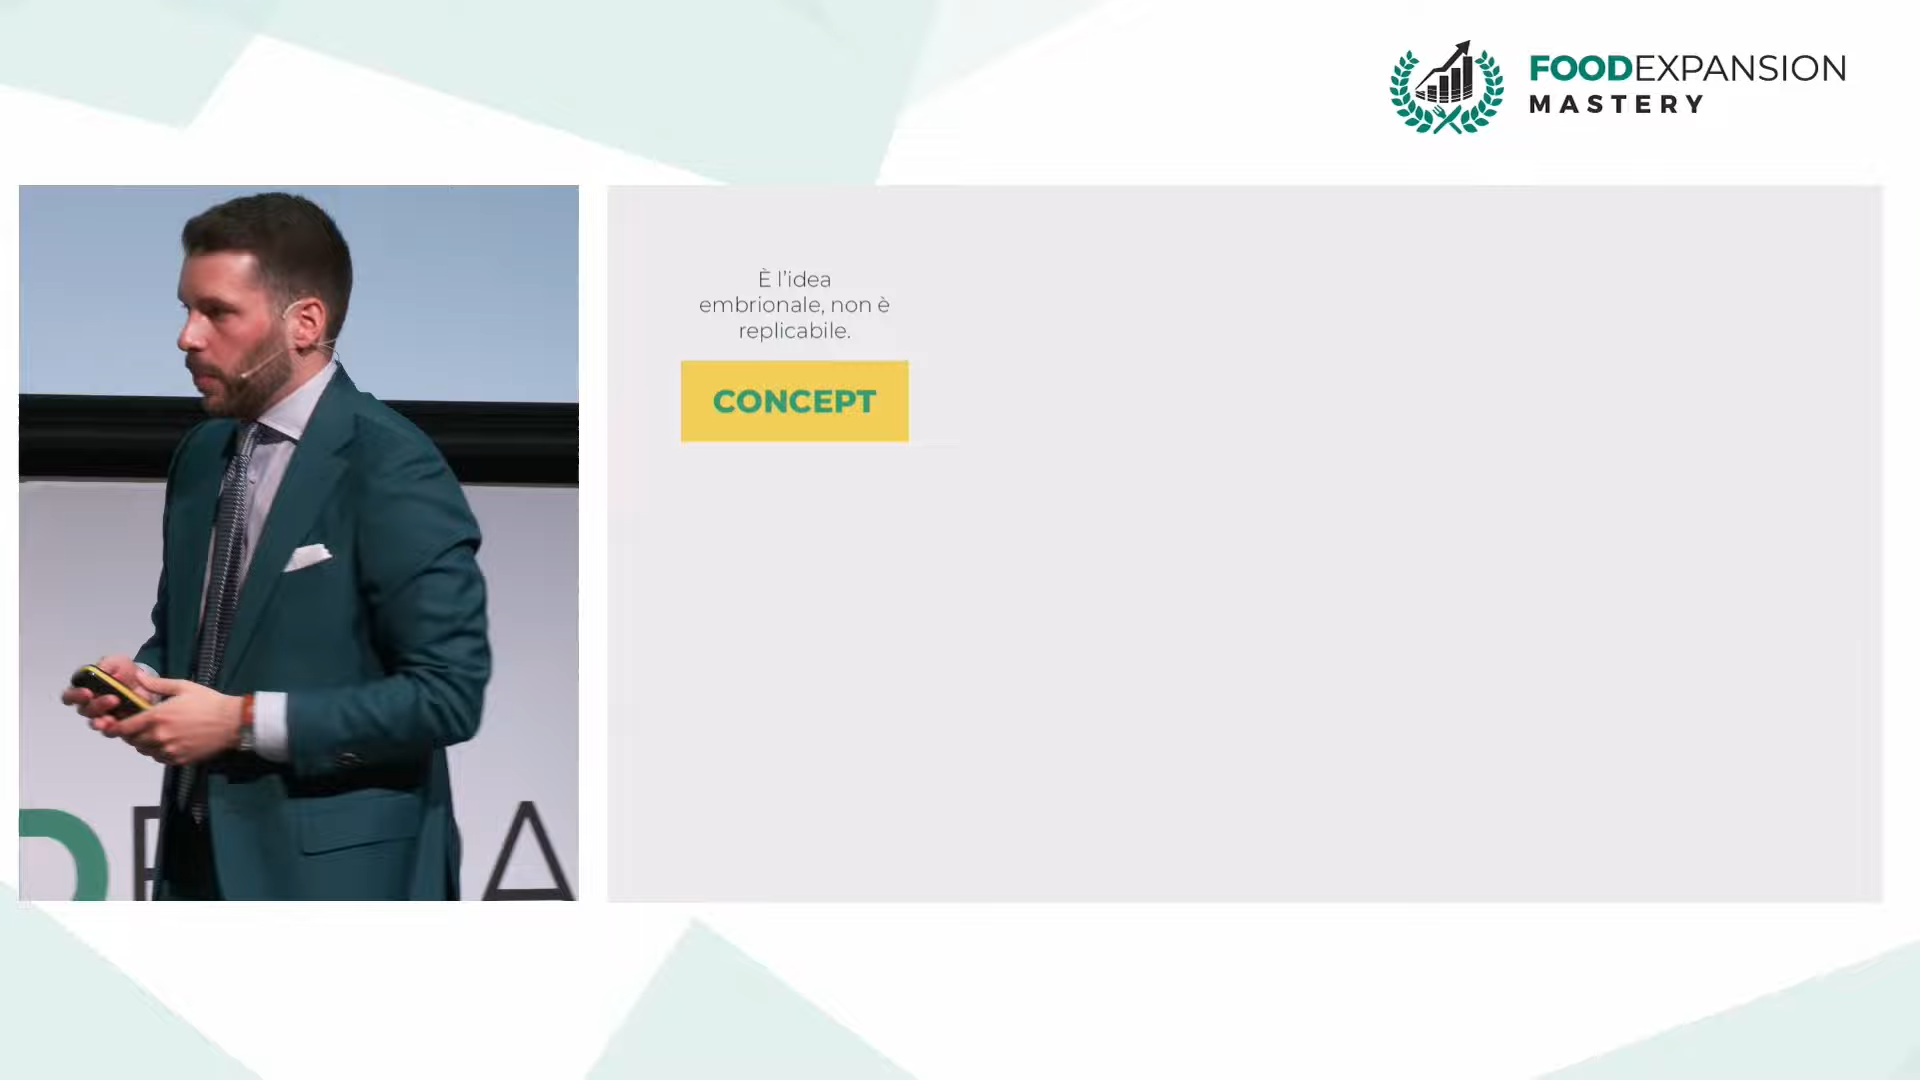 FOODEXPANSION
MASTERY
È l'idea
embrionale, non è
replicabile.
CONCEPT